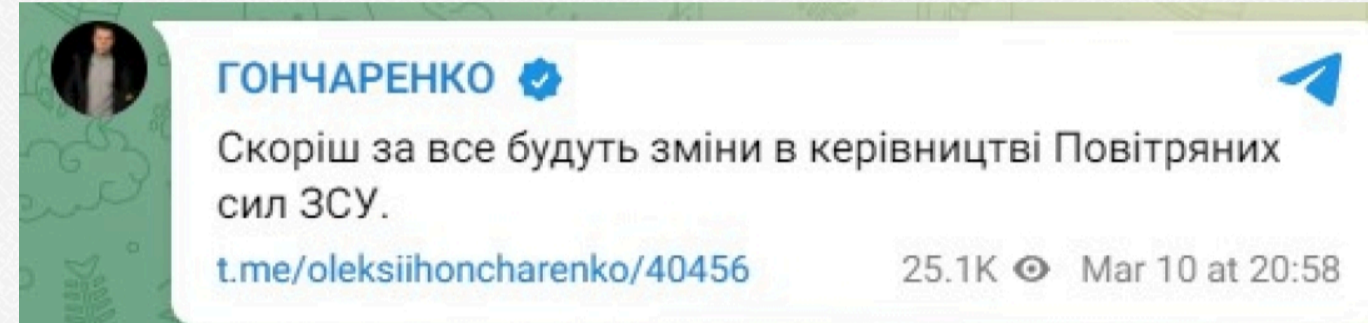 ГОНЧАРЕНКО
Скоріш за все будуть зміни в керівництві Повітряних
сил ЗСУ.
t.me/oleksiihoncharenko/40456 25.1K Mar 10 at 20:58